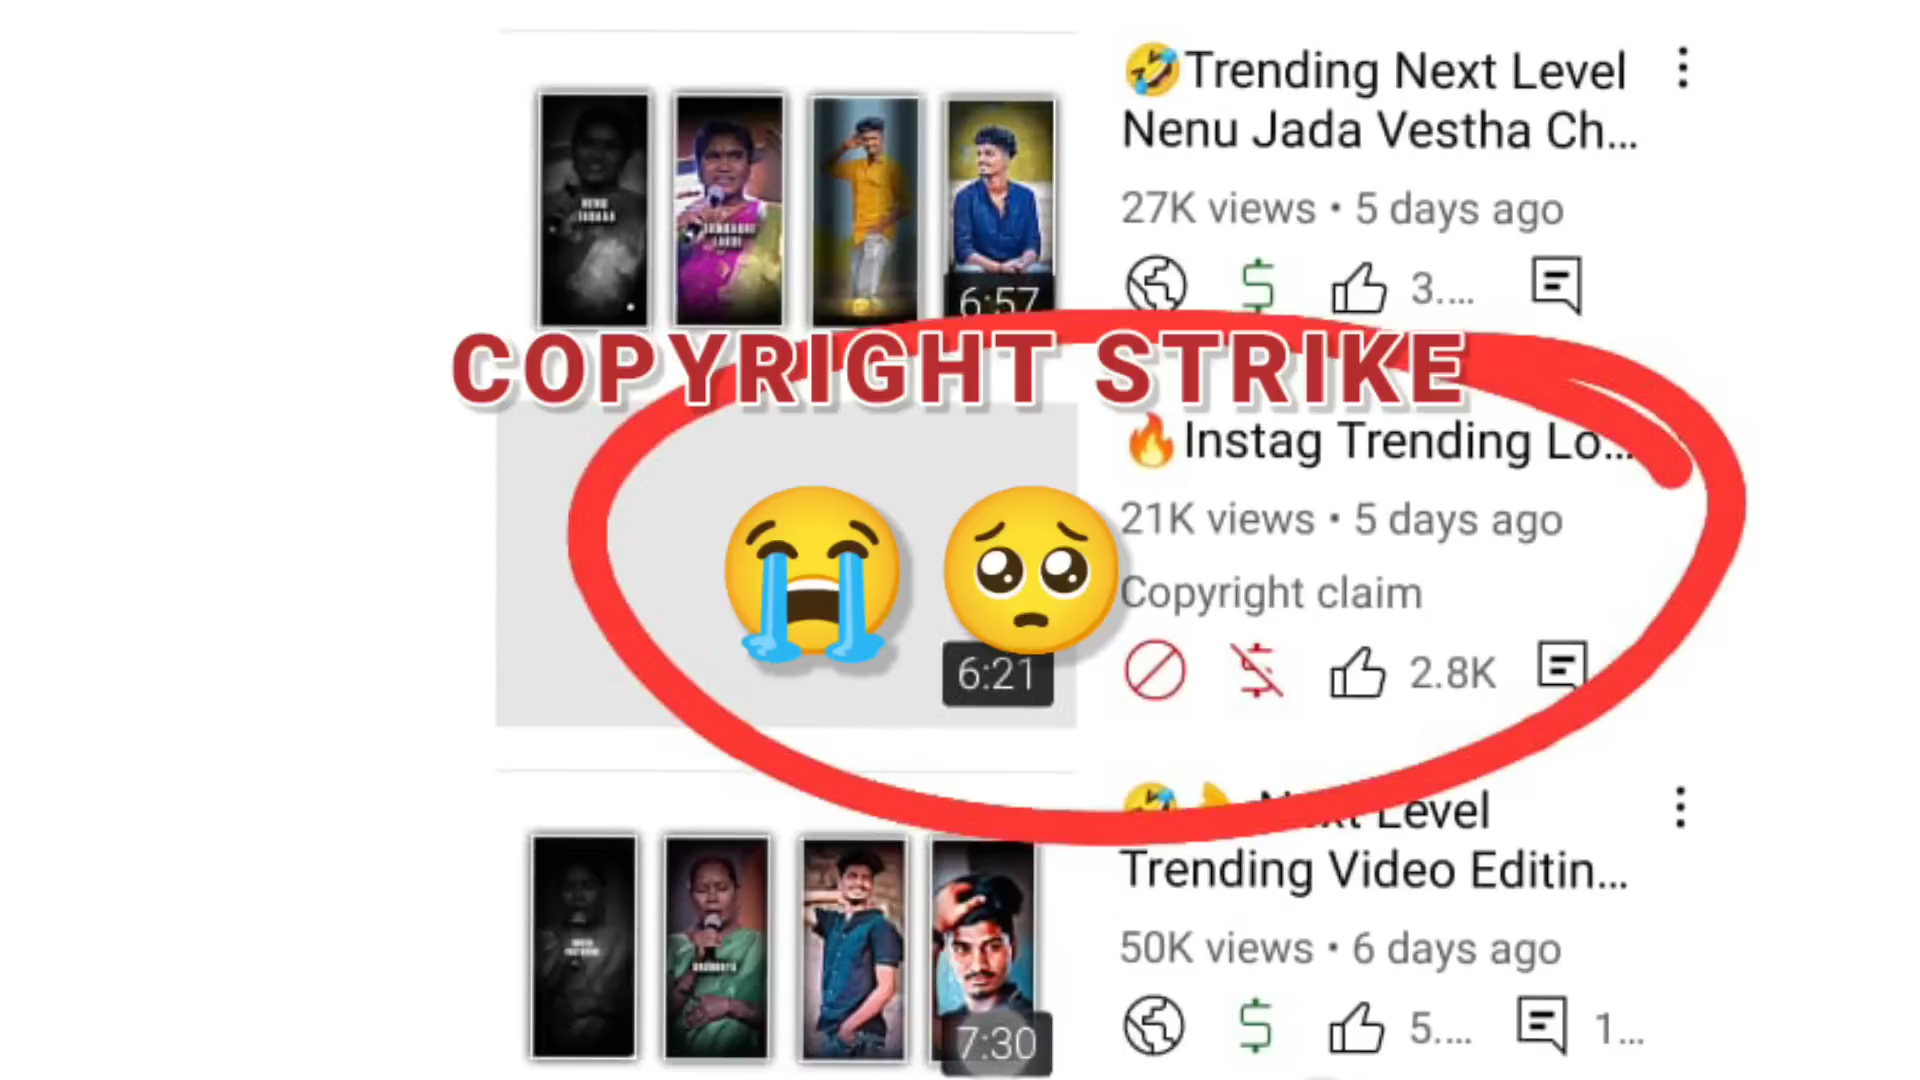 🤣Trending Next Level
Nenu Jada Vestha Ch...
27K views • 5 days ago
3....
6:57
COPYRIGHT STRIKE
🔥Instag Trending Lo...
21K views • 5 days ago
Copyright claim
2.8K
6:21
Next Level
Trending Video Editin...
50K views • 6 days ago
5....
1...
7:30